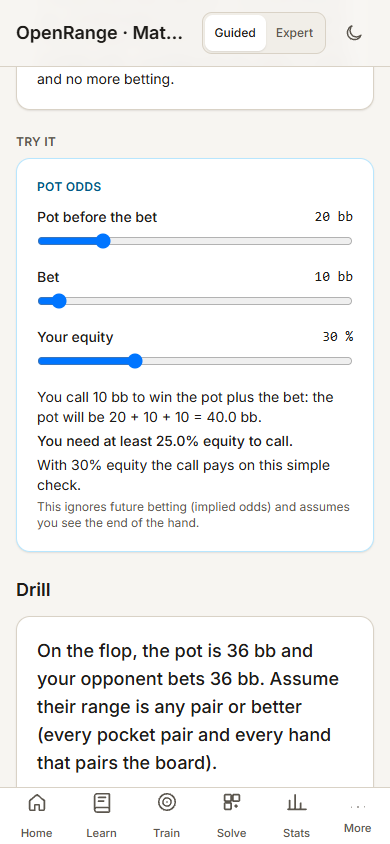 OpenRange · Mat...
Guided
Expert
and no more betting.
TRY IT
POT ODDS
Pot before the bet
20 bb
Bet
10 bb
Your equity
30 %
You call 10 bb to win the pot plus the bet: the
pot will be 20 + 10 + 10 = 40.0 bb.
You need at least 25.0% equity to call.
With 30% equity the call pays on this simple
check.
This ignores future betting (implied odds) and assumes
you see the end of the hand.
Drill
On the flop, the pot is 36 bb and
your opponent bets 36 bb. Assume
their range is any pair or better
(every pocket pair and every hand
that pairs the board).
Home
Learn
Train
Solve
Stats
More